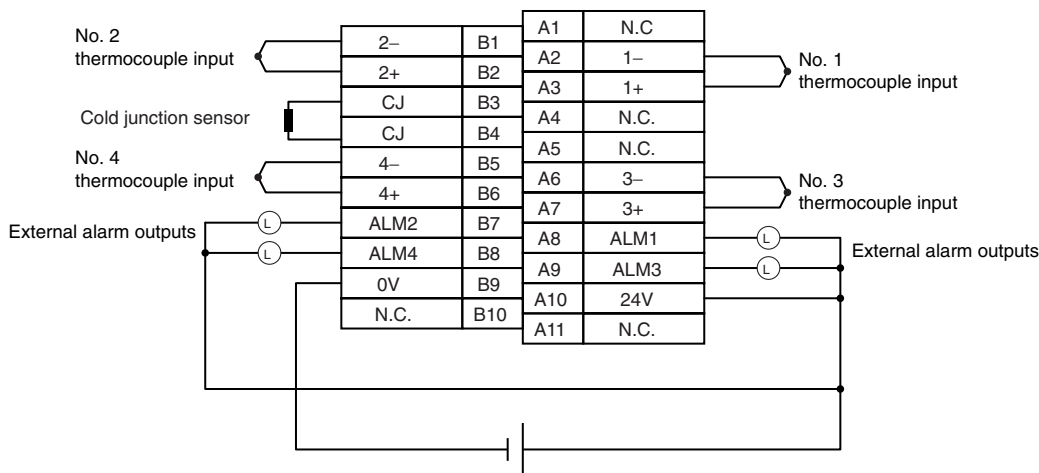 No. 2
thermocouple input
Cold junction sensor
No. 4
thermocouple input
External alarm outputs
L
L
2– B1
2+ B2
CJ B3
CJ B4
4– B5
4+ B6
ALM2 B7
ALM4 B8
0V B9
N.C. B10
A1 N.C
A2 1–
A3 1+
A4 N.C.
A5 N.C.
A6 3–
A7 3+
A8 ALM1
A9 ALM3
A10 24V
A11 N.C.
No. 1
thermocouple input
No. 3
thermocouple input
L
L
External alarm outputs